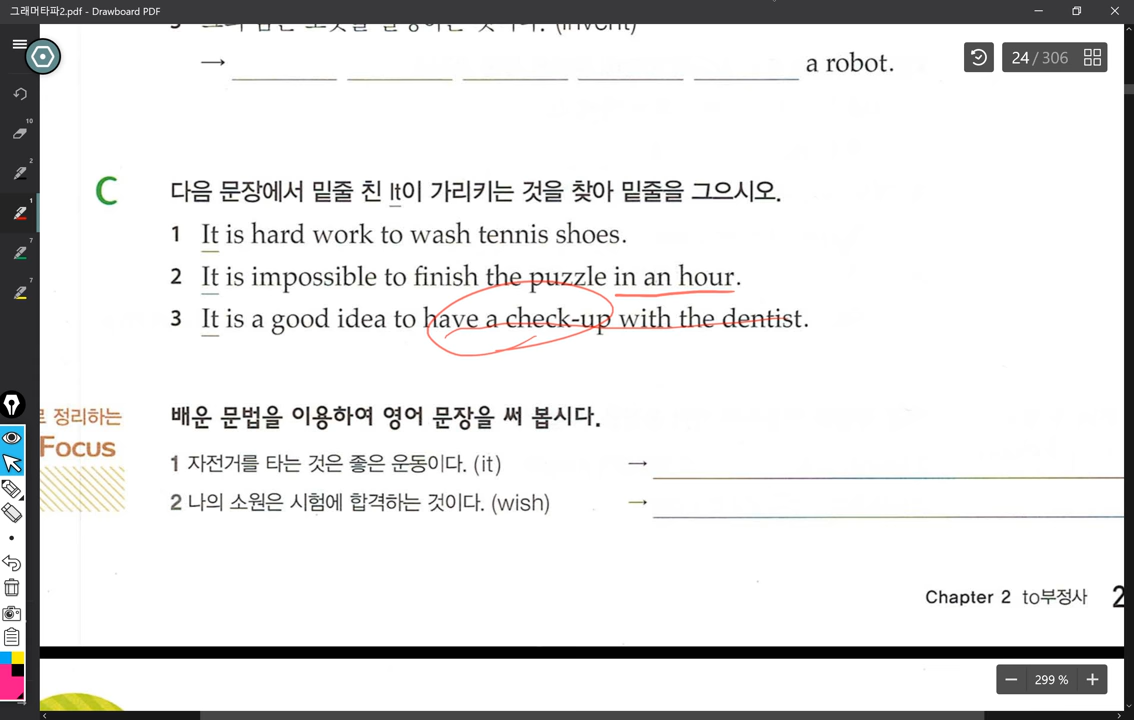 그래머타파2.pdf - Drawboard PDF
24 / 306
10
2
1
7
7
(invent)
→ a robot.
C
다음 문장에서 밑줄 친 It이 가리키는 것을 찾아 밑줄을 그으시오.
1 It is hard work to wash tennis shoes.
2 It is impossible to finish the puzzle in an hour.
3 It is a good idea to have a check-up with the dentist.
정리하는
Focus
배운 문법을 이용하여 영어 문장을 써 봅시다.
1 자전거를 타는 것은 좋은 운동이다. (it) →
2 나의 소원은 시험에 합격하는 것이다. (wish) →
Chapter 2 to부정사 2
299 %